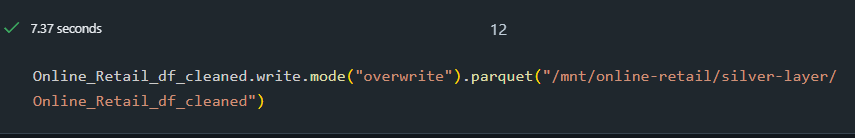 7.37 seconds
12
Online_Retail_df_cleaned.write.mode("overwrite").parquet("/mnt/online-retail/silver-layer/
Online_Retail_df_cleaned")